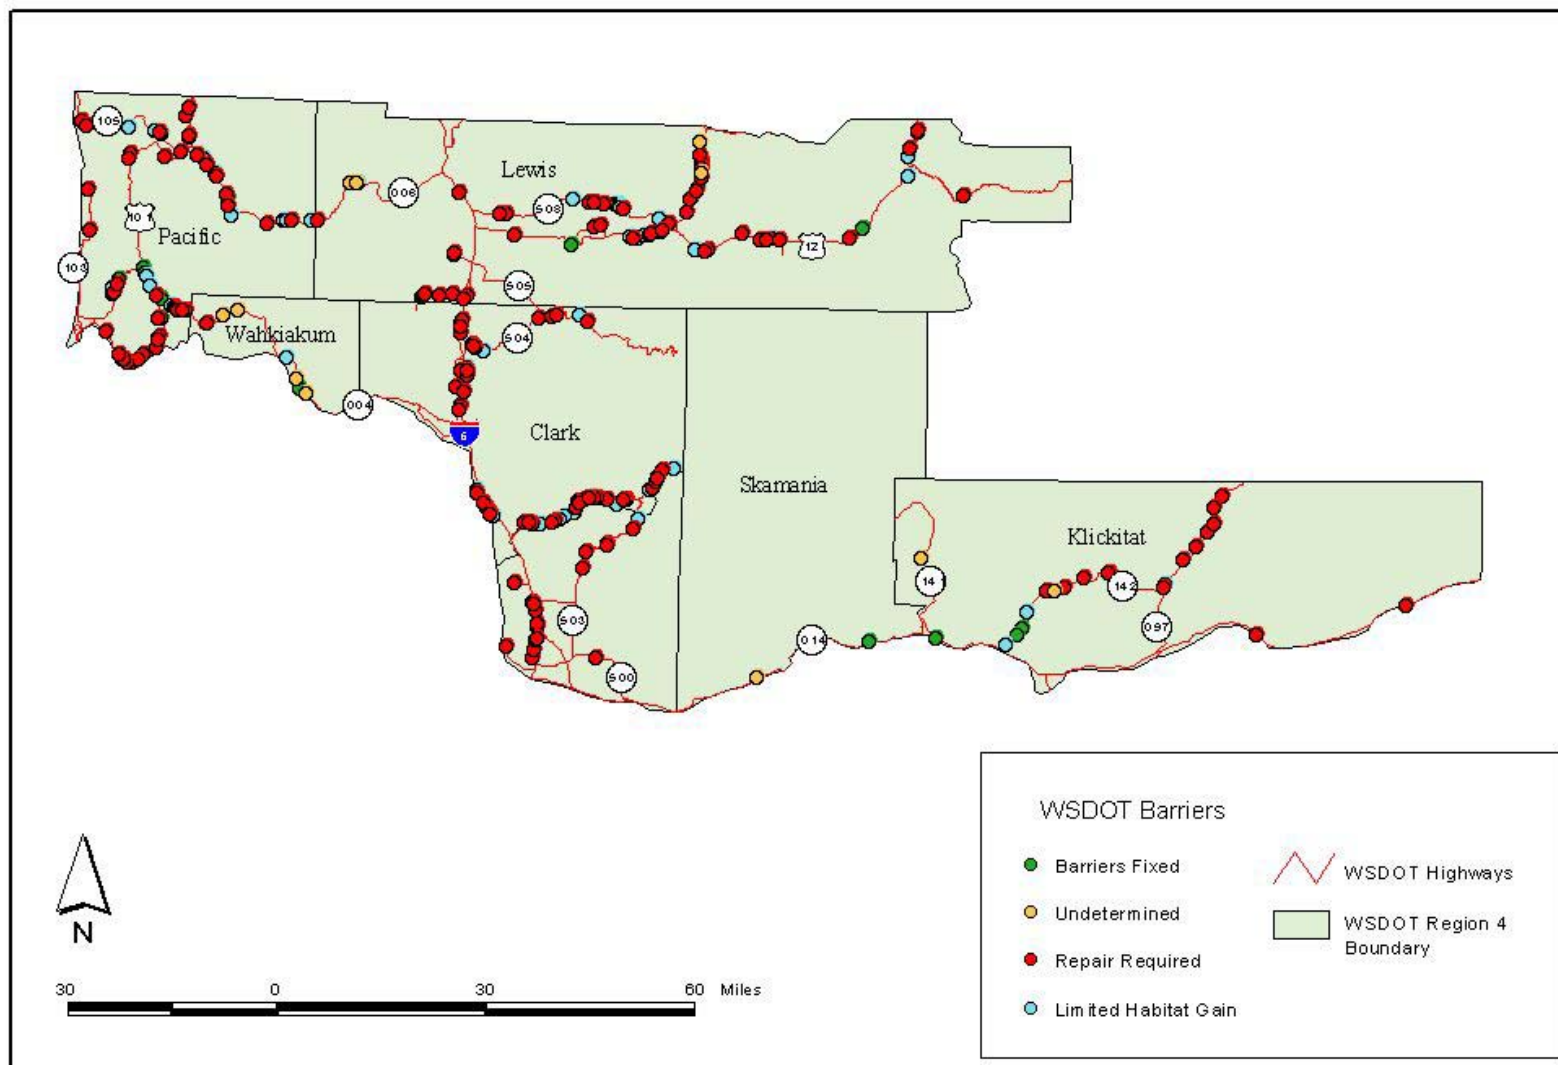 105
Lewis
006
508
101
Pacific
12
103
505
Wahkiakum
504
004
5
Clark
Skamania
Klickitat
141
142
503
014
097
500
WSDOT Barriers
Barriers Fixed
WSDOT Highways
Undetermined
WSDOT Region 4
Boundary
Repair Required
Limited Habitat Gain
N
30 0 30 60 Miles